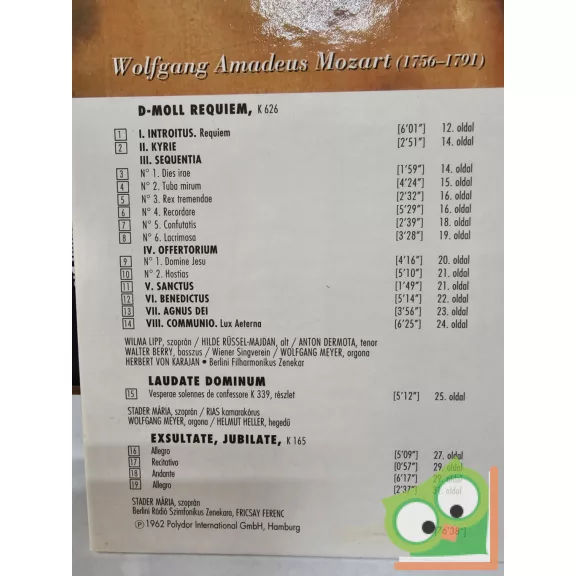 Wolfgang Amadeus Mozart (1756–1791)
D-MOLL REQUIEM, K 626
1 I. INTROITUS. Requiem [6'01"] 12. oldal
2 II. KYRIE [2'51"] 14. oldal
III. SEQUENTIA
3 N° 1. Dies irae [1'59"] 14. oldal
4 N° 2. Tuba mirum [4'24"] 15. oldal
5 N° 3. Rex tremendae [2'32"] 16. oldal
6 N° 4. Recordare [5'29"] 16. oldal
7 N° 5. Confutatis [2'39"] 18. oldal
8 N° 6. Lacrimosa [3'28"] 19. oldal
IV. OFFERTORIUM
9 N° 1. Domine Jesu [4'16"] 20. oldal
10 N° 2. Hostias [5'10"] 21. oldal
11 V. SANCTUS [1'49"] 21. oldal
12 VI. BENEDICTUS [5'14"] 22. oldal
13 VII. AGNUS DEI [3'56"] 23. oldal
14 VIII. COMMUNIO. Lux Aeterna [6'25"] 24. oldal
WILMA LIPP, szoprán / HILDE RÜSSEL-MAJDAN, alt / ANTON DERMOTA, tenor
WALTER BERRY, basszus / Wiener Singverein / WOLFGANG MEYER, orgona
HERBERT VON KARAJAN • Berlini Filharmonikus Zenekar
LAUDATE DOMINUM
15 Vesperae solennes de confessore K 339, részlet [5'12"] 25. oldal
STADER MÁRIA, szoprán / RIAS kamarakórus
WOLFGANG MEYER, orgona / HELMUT HELLER, hegedű
EXSULTATE, JUBILATE, K 165
16 Allegro [5'09"] 27. oldal
17 Recitativo [0'57"] 29. oldal
18 Andante [6'17"] 29. oldal
19 Allegro [2'37"] oldal
STADER MÁRIA, szoprán
Berlini Rádió Szimfonikus Zenekara, FRICSAY FERENC
℗ 1962 Polydor International GmbH, Hamburg